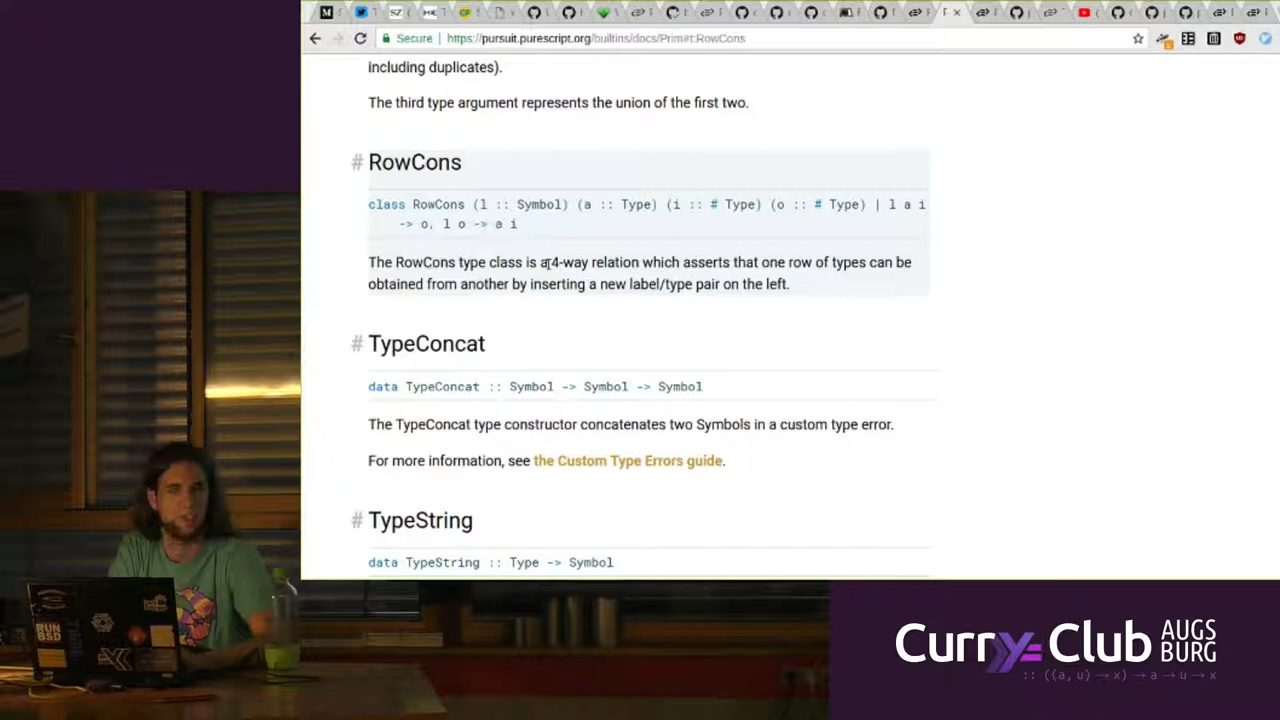 Secure | https://pursuit.purescript.org/builtins/docs/Prim#t:RowCons
including duplicates).
The third type argument represents the union of the first two.
# RowCons
class RowCons (l :: Symbol) (a :: Type) (i :: # Type) (o :: # Type) | l a i
-> o, l o -> a i
The RowCons type class is a 4-way relation which asserts that one row of types can be
obtained from another by inserting a new label/type pair on the left.
# TypeConcat
data TypeConcat :: Symbol -> Symbol -> Symbol
The TypeConcat type constructor concatenates two Symbols in a custom type error.
For more information, see the Custom Type Errors guide.
# TypeString
data TypeString :: Type -> Symbol
RUN
BSD
Curry Club AUGS
BURG
:: ((a, u) → x) → a → u → x